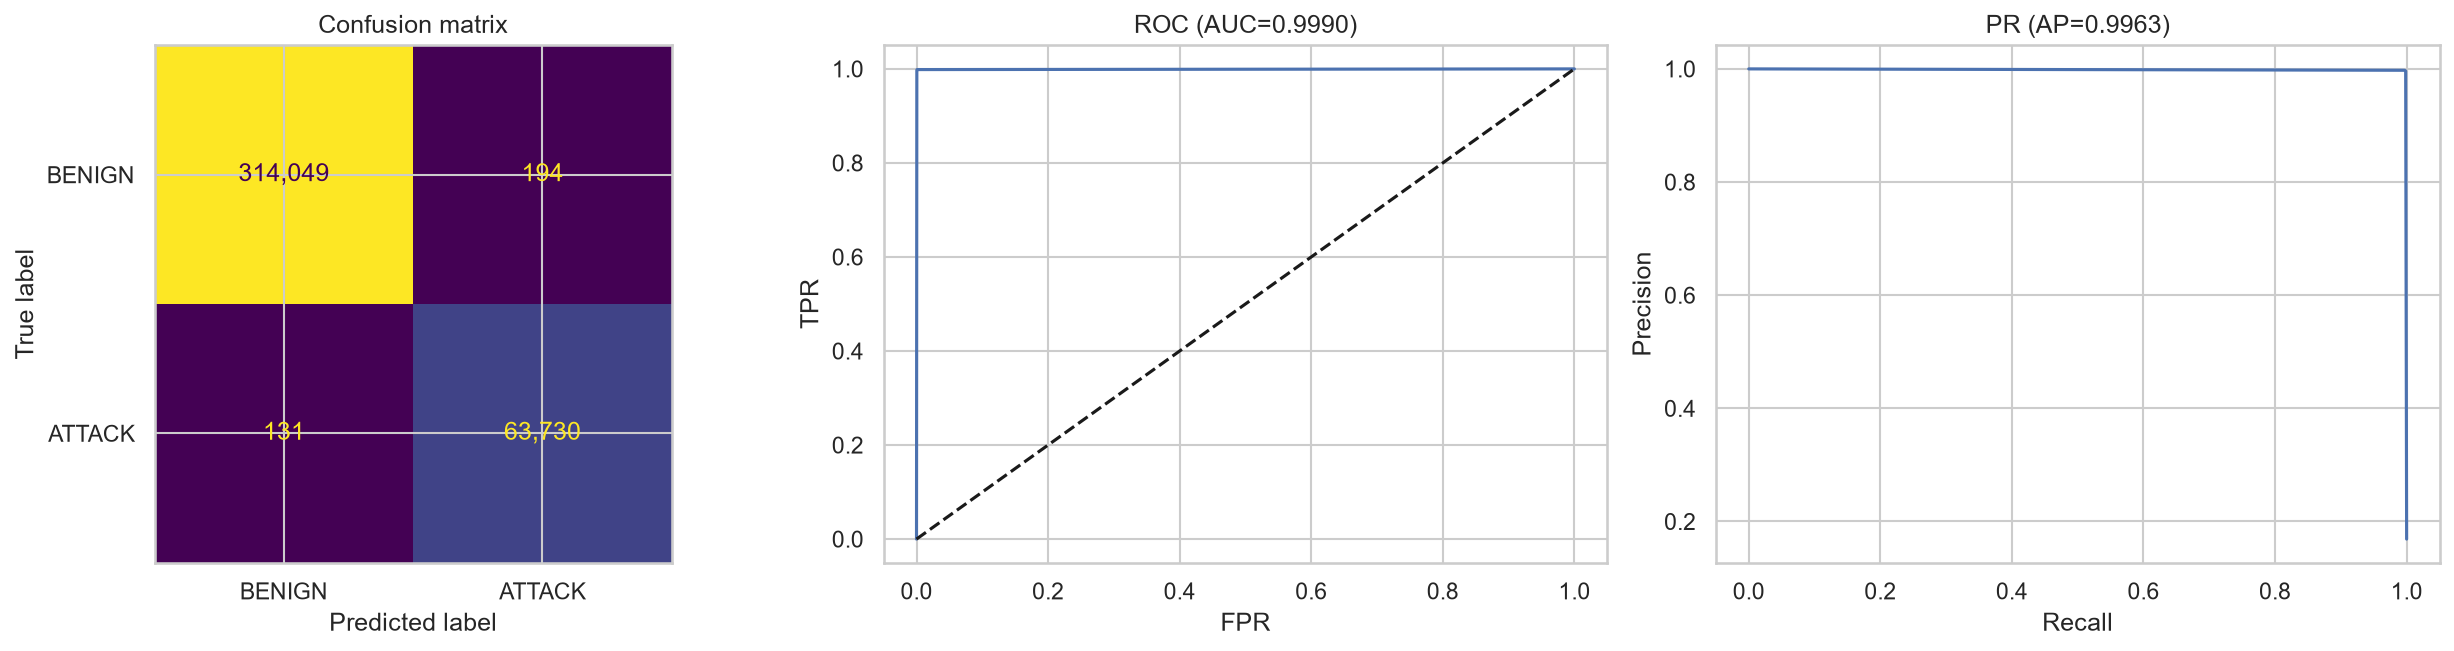 Confusion matrix
BENIGN
ATTACK
True label
314,049
194
131
63,730
BENIGN
ATTACK
Predicted label
ROC (AUC=0.9990)
1.0
0.8
0.6
0.4
0.2
0.0
TPR
0.0
0.2
0.4
0.6
0.8
1.0
FPR
PR (AP=0.9963)
1.0
0.8
0.6
0.4
0.2
Precision
0.0
0.2
0.4
0.6
0.8
1.0
Recall